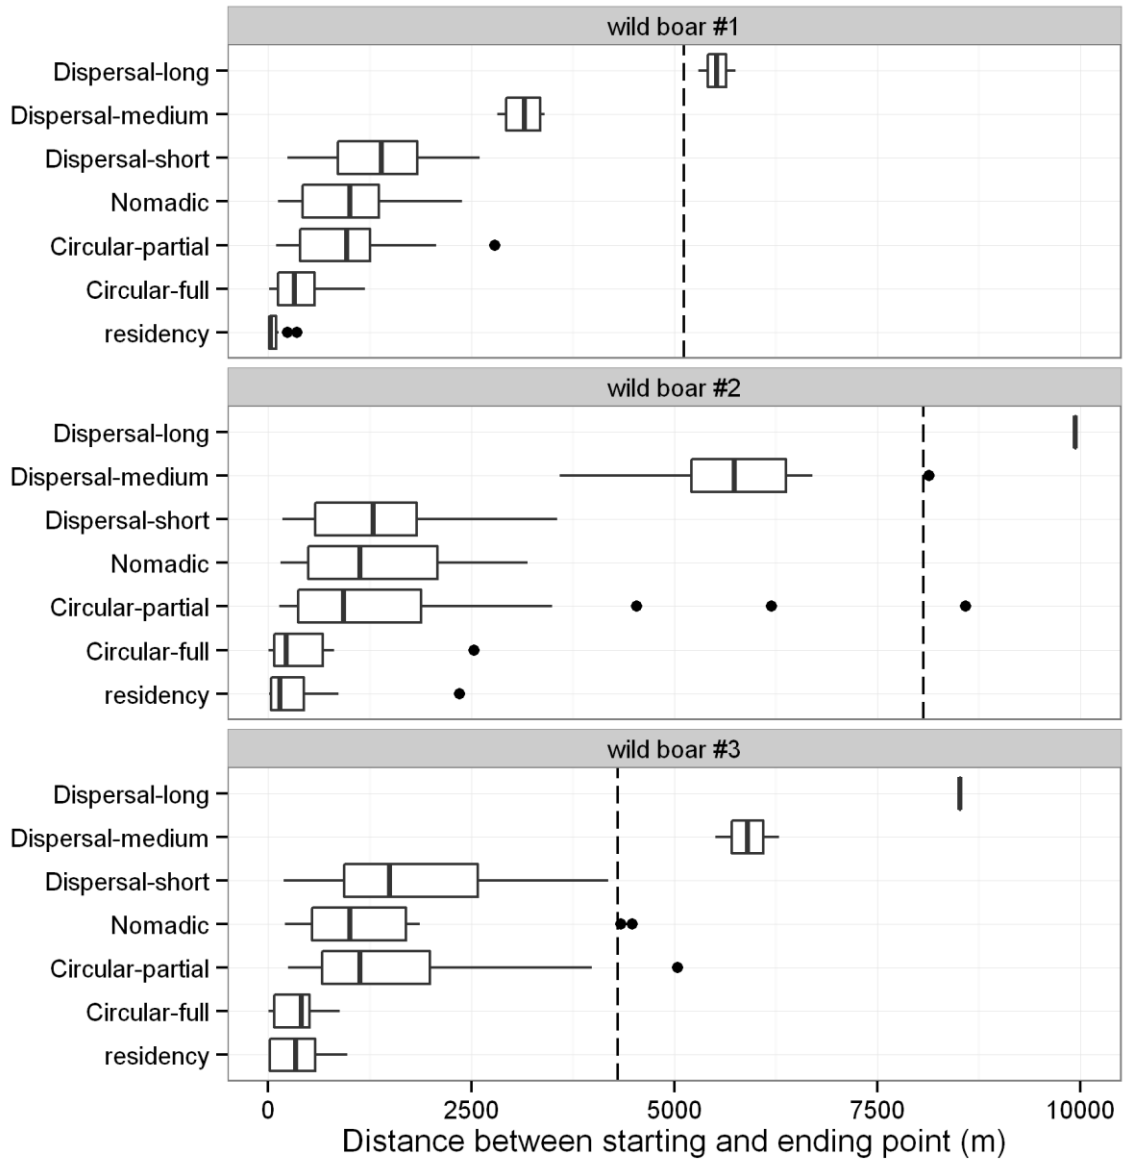 wild boar #1
Dispersal-long
Dispersal-medium
Dispersal-short
Nomadic
Circular-partial
Circular-full
residency
wild boar #2
Dispersal-long
Dispersal-medium
Dispersal-short
Nomadic
Circular-partial
Circular-full
residency
wild boar #3
Dispersal-long
Dispersal-medium
Dispersal-short
Nomadic
Circular-partial
Circular-full
residency
0 2500 5000 7500 10000
Distance between starting and ending point (m)